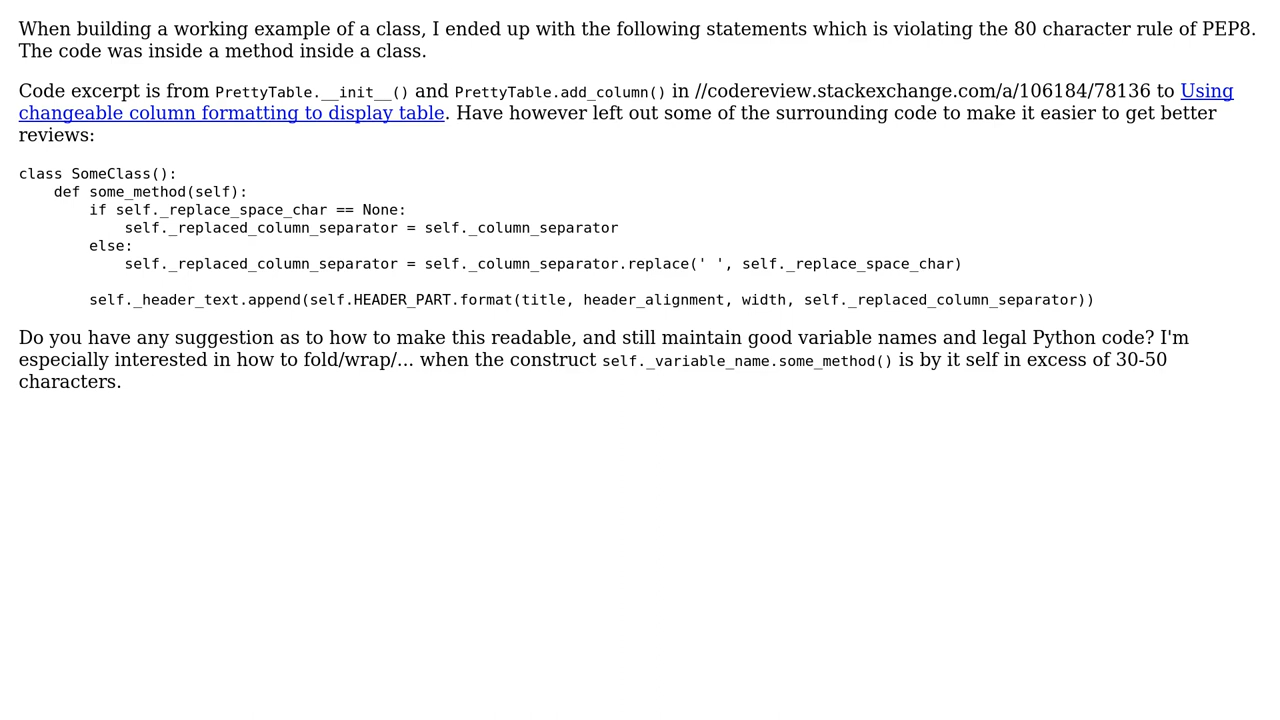 When building a working example of a class, I ended up with the following statements which is violating the 80 character rule of PEP8.
The code was inside a method inside a class.
Code excerpt is from PrettyTable.__init__() and PrettyTable.add_column() in //codereview.stackexchange.com/a/106184/78136 to Using
changeable column formatting to display table. Have however left out some of the surrounding code to make it easier to get better
reviews:
class SomeClass():
    def some_method(self):
        if self._replace_space_char == None:
            self._replaced_column_separator = self._column_separator
        else:
            self._replaced_column_separator = self._column_separator.replace(' ', self._replace_space_char)
        self._header_text.append(self.HEADER_PART.format(title, header_alignment, width, self._replaced_column_separator))
Do you have any suggestion as to how to make this readable, and still maintain good variable names and legal Python code? I'm
especially interested in how to fold/wrap/... when the construct self._variable_name.some_method() is by it self in excess of 30-50
characters.